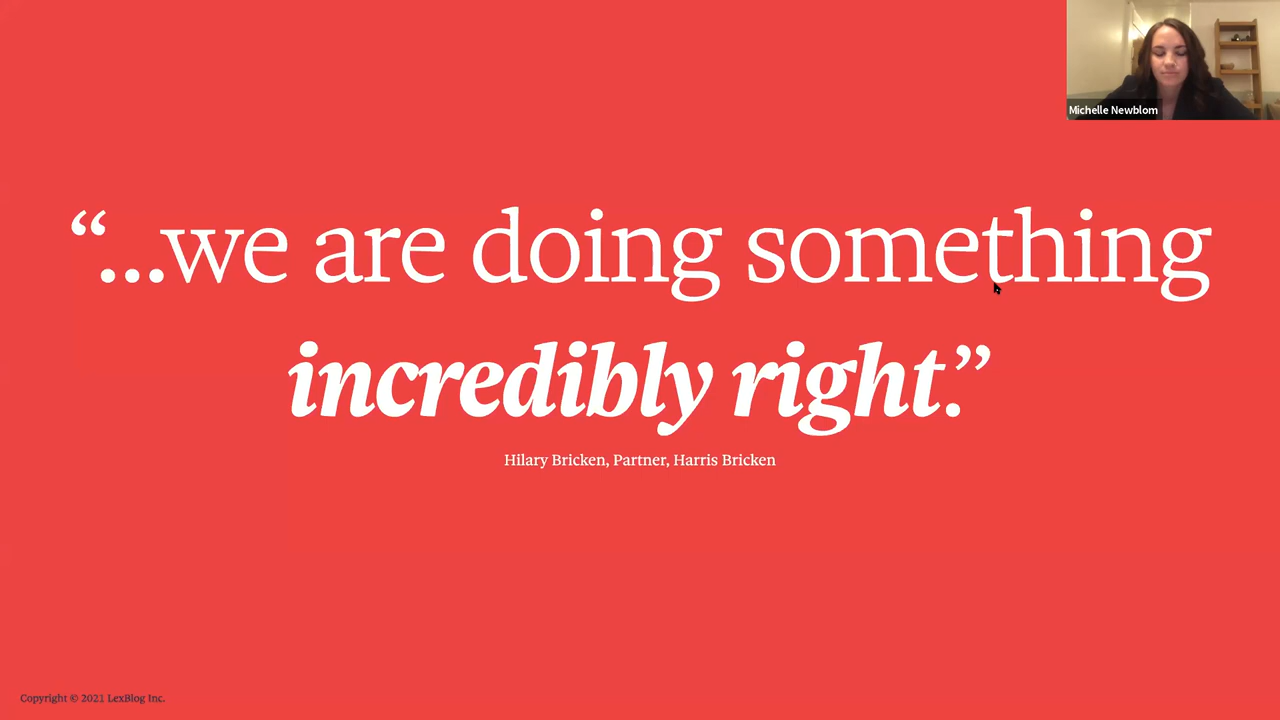 Michelle Newblom
“...we are doing something
incredibly right.”
Hilary Bricken, Partner, Harris Bricken
Copyright © 2021 LexBlog Inc.